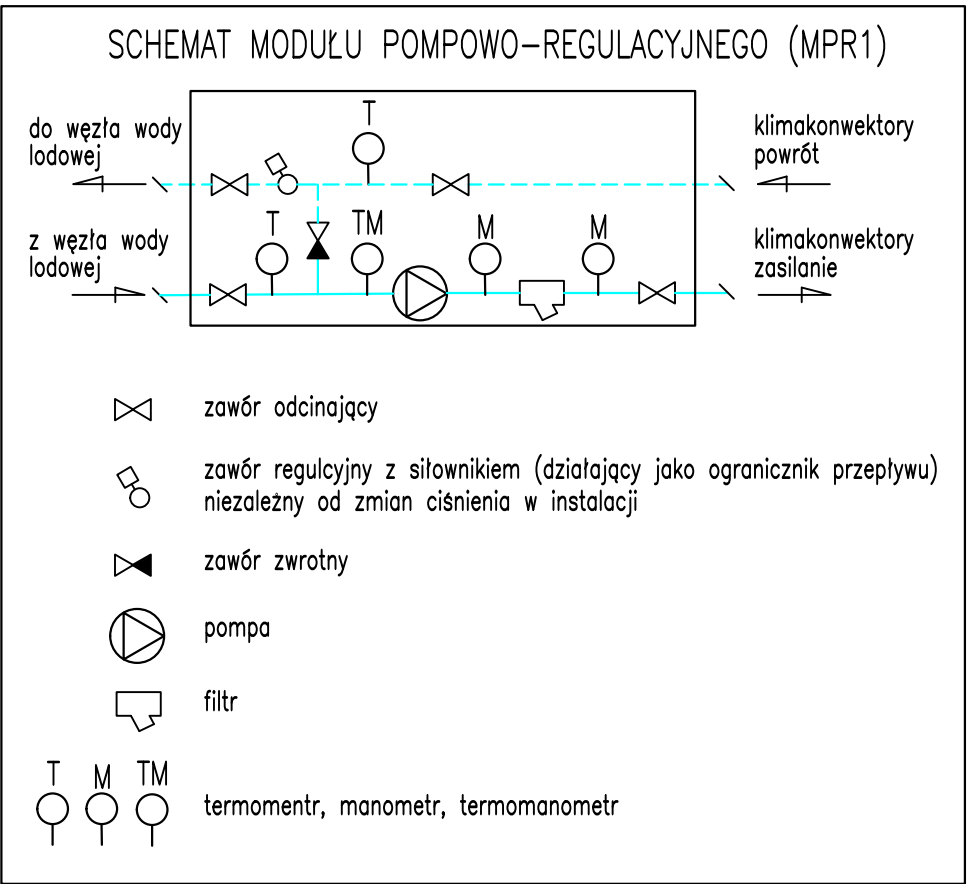 SCHEMAT MODUŁU POMPOWO-REGULACYJNEGO (MPR1)
do węzła wody
lodowej
T
klimakonwektory
powrót
z węzła wody
lodowej
T
TM
M
M
klimakonwektory
zasilanie
zawór odcinający
zawór regulcyjny z siłownikiem (działający jako ogranicznik przepływu)
niezależny od zmian ciśnienia w instalacji
zawór zwrotny
pompa
filtr
T M TM
termomentr, manometr, termomanometr